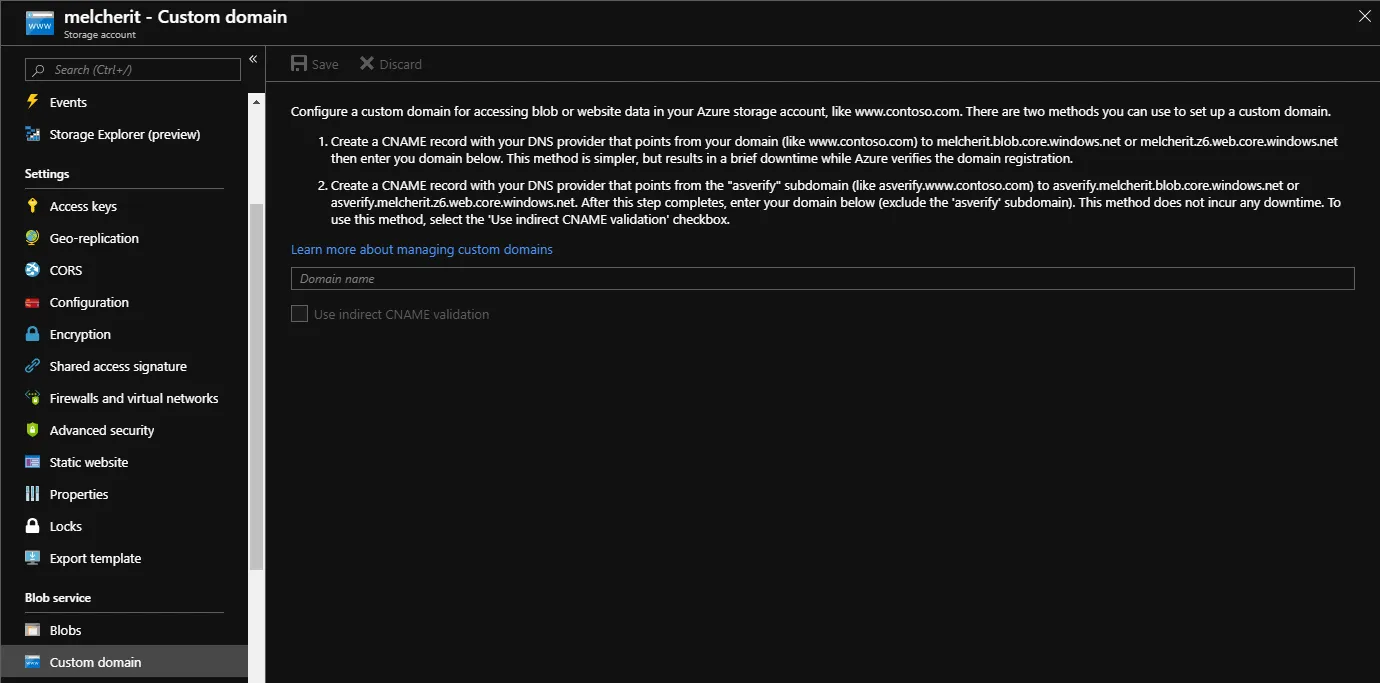 melcherit - Custom domain
Storage account
Search (Ctrl+/)
Events
Storage Explorer (preview)
Settings
Access keys
Geo-replication
CORS
Configuration
Encryption
Shared access signature
Firewalls and virtual networks
Advanced security
Static website
Properties
Locks
Export template
Blob service
Blobs
Custom domain
Save Discard
Configure a custom domain for accessing blob or website data in your Azure storage account, like www.contoso.com. There are two methods you can use to set up a custom domain.
1. Create a CNAME record with your DNS provider that points from your domain (like www.contoso.com) to melcherit.blob.core.windows.net or melcherit.z6.web.core.windows.net
then enter you domain below. This method is simpler, but results in a brief downtime while Azure verifies the domain registration.
2. Create a CNAME record with your DNS provider that points from the "asverify" subdomain (like asverify.www.contoso.com) to asverify.melcherit.blob.core.windows.net or
asverify.melcherit.z6.web.core.windows.net. After this step completes, enter your domain below (exclude the 'asverify' subdomain). This method does not incur any downtime. To
use this method, select the 'Use indirect CNAME validation' checkbox.
Learn more about managing custom domains
Domain name
Use indirect CNAME validation